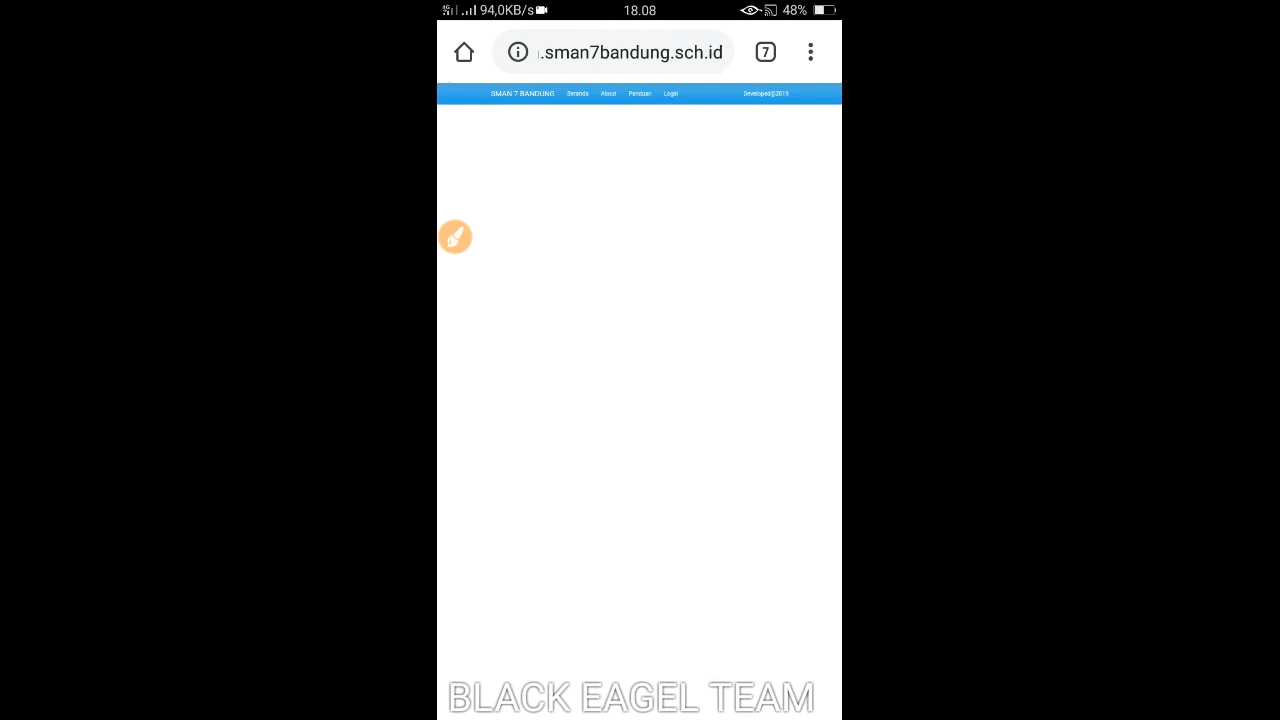 4G 94,0KB/s 18.08 48%
.sman7bandung.sch.id 7
SMAN 7 BANDUNG Beranda About Panduan Login Developed@2019
BLACK EAGEL TEAM